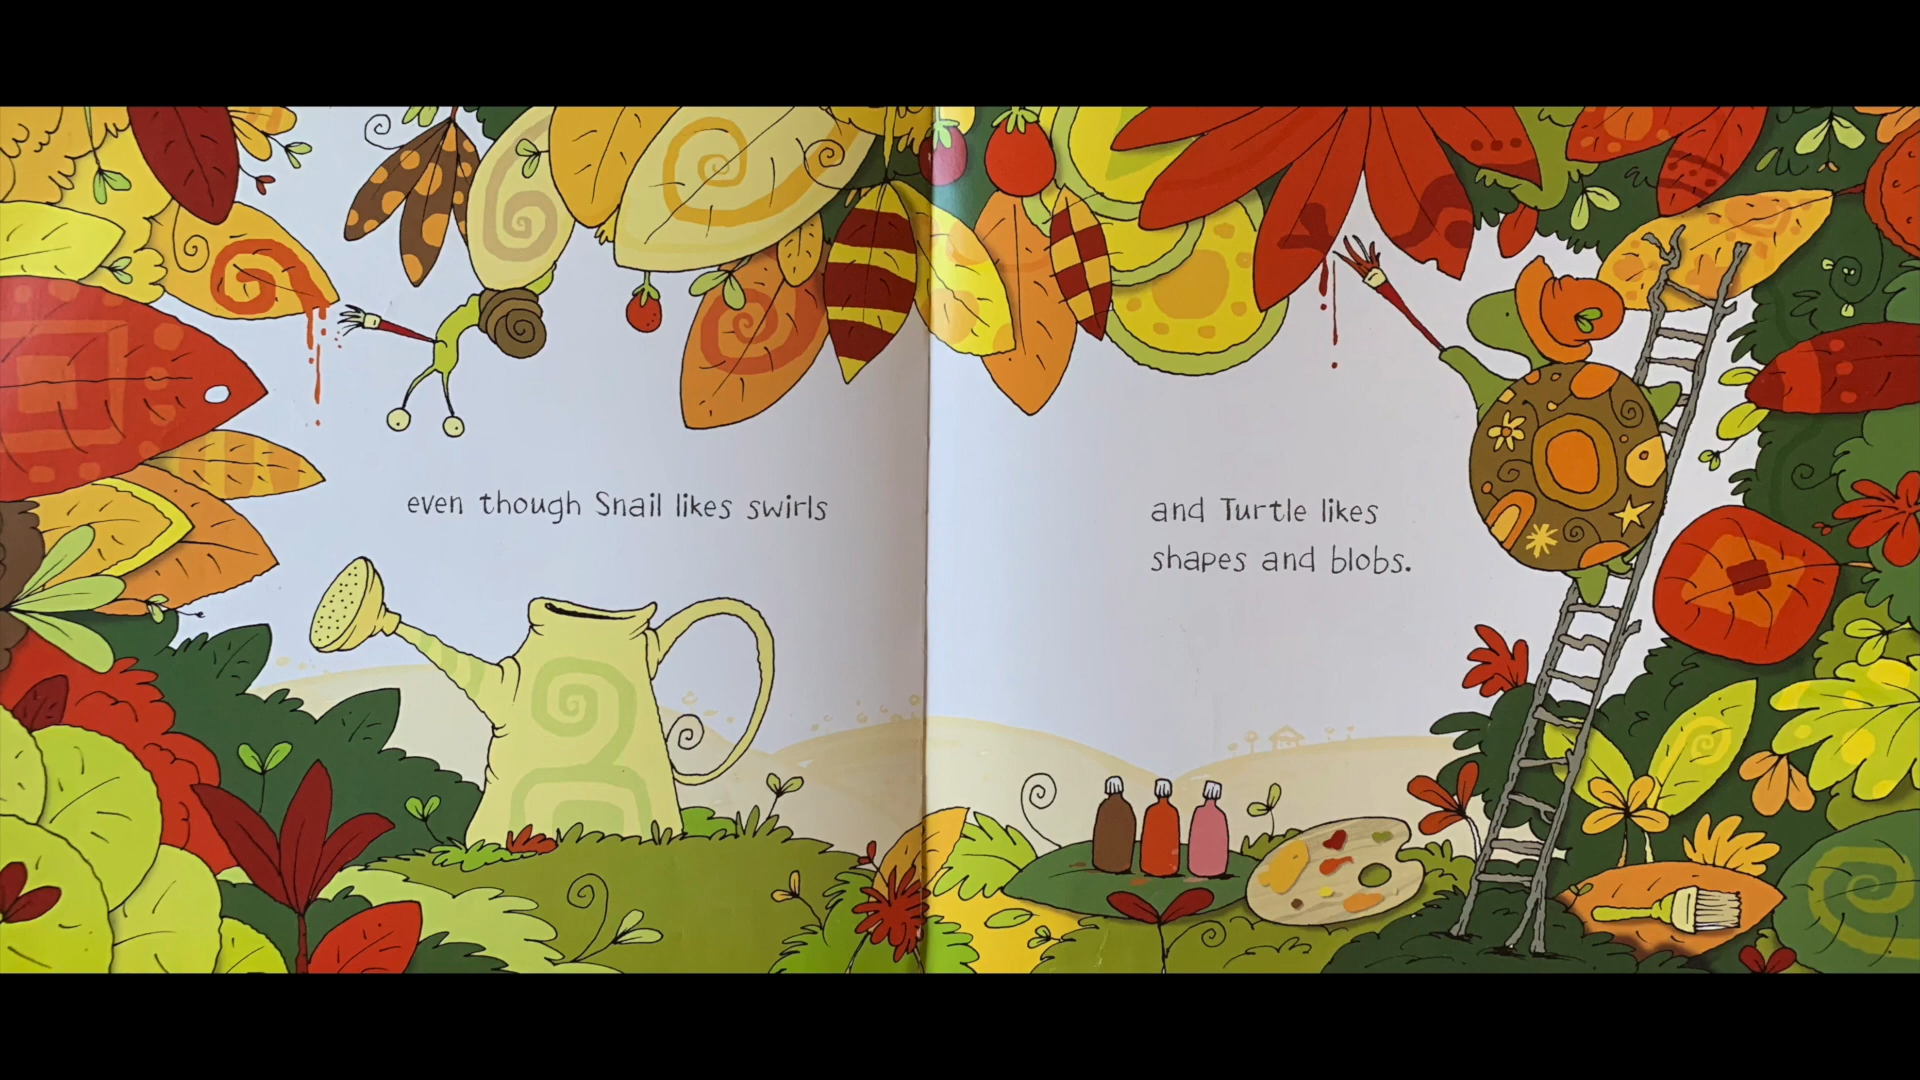 even though Snail likes swirls
and Turtle likes
shapes and blobs.